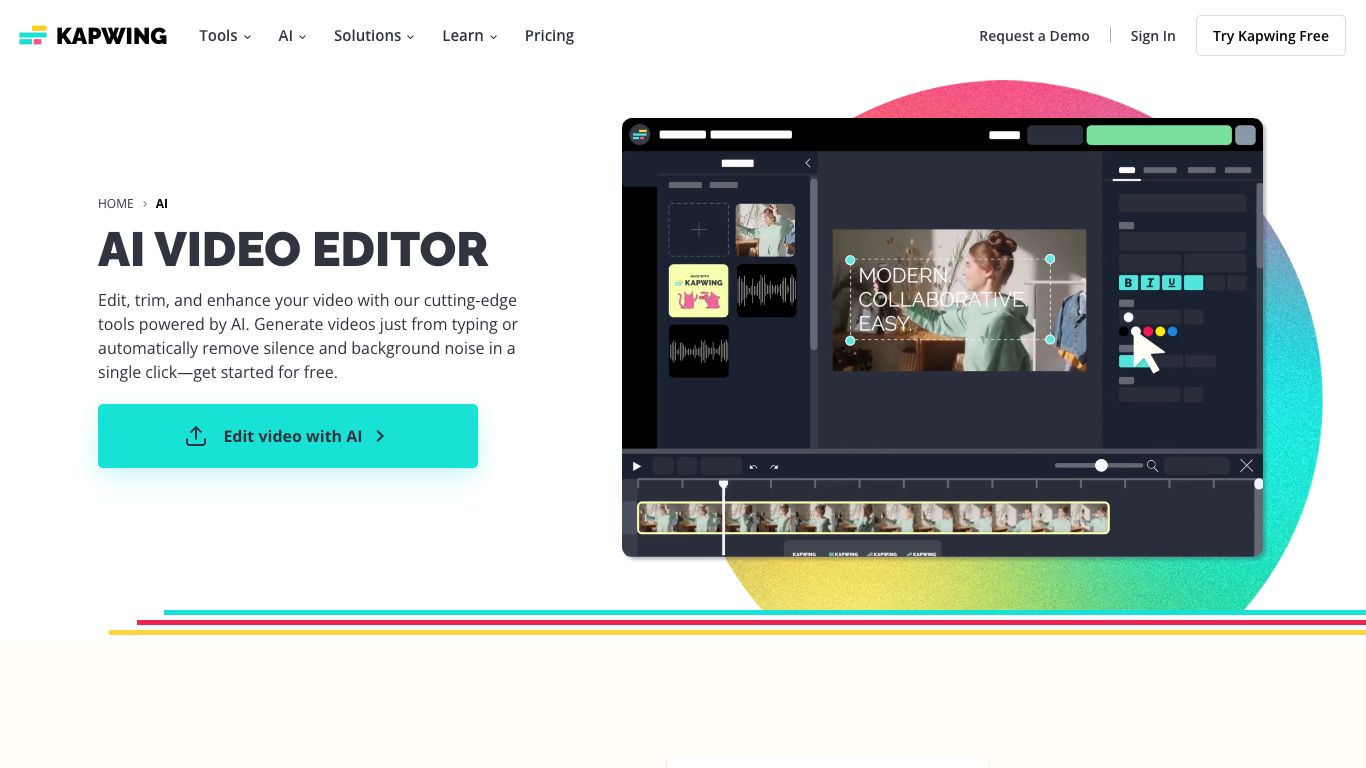 KAPWING
Tools
AI
Solutions
Learn
Pricing
Request a Demo
Sign In
Try Kapwing Free
HOME
AI
AI VIDEO EDITOR
Edit, trim, and enhance your video with our cutting-edge
tools powered by AI. Generate videos just from typing or
automatically remove silence and background noise in a
single click—get started for free.
Edit video with AI
MADE WITH
KAPWING
MODERN.
COLLABORATIVE.
EASY.
B I U
KAPWING KAPWING KAPWING KAPWING